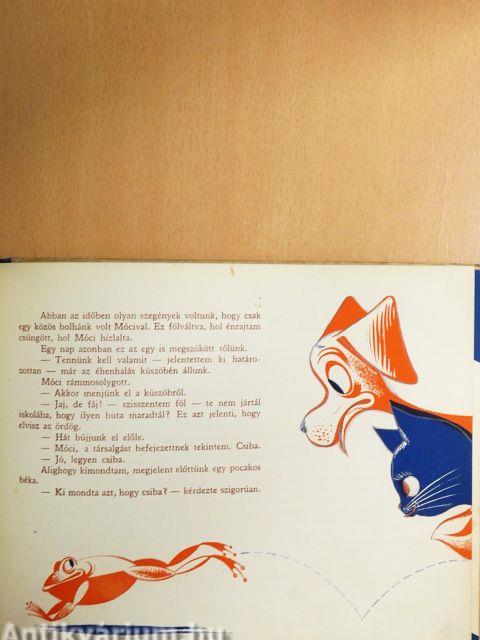 Abban az időben olyan szegények voltunk, hogy csak
egy közös bolhánk volt Mócival. Ez fölváltva, hol énrajtam
csüngött, hol Móci hízlalta.
Egy nap azonban ez az egy is megszökött tőlünk.
— Tennünk kell valamit — jelentettem ki határo-
zottan — már az éhenhalás küszöbén állunk.
Móci rámmosolygott.
— Akkor menjünk el a küszöbről.
— Jaj, de fáj! — szisszentem föl — te nem jártál
iskolába, hogy ilyen buta maradtál? Ez azt jelenti, hogy
elvisz az ördög.
— Hát bújjunk el előle.
— Móci, a társalgást befejezettnek tekintem. Csiba.
— Jó, legyen csiba.
Alighogy kimondtam, megjelent előttünk egy pocakos
béka.
— Ki mondta azt, hogy csiba? — kérdezte szigorúan.
Antikvárium.hu